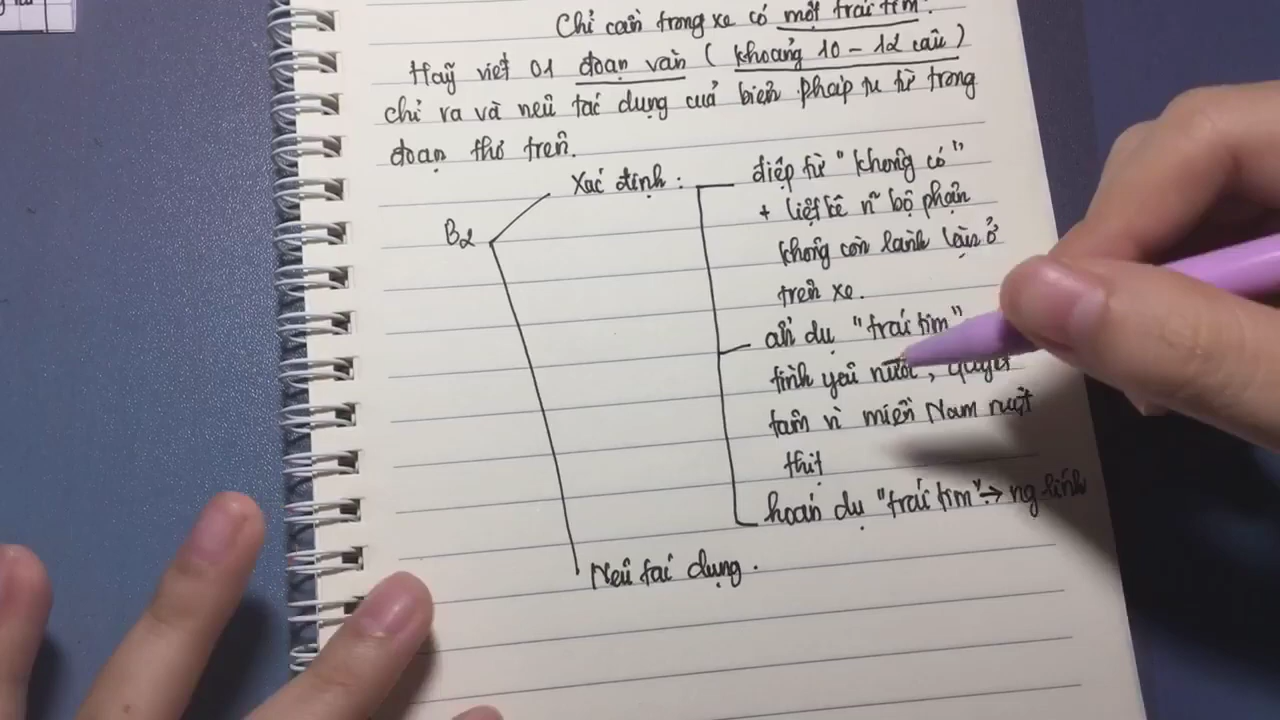 Chỉ cần trong xe có một trái tim.
Hãy viết 01 đoạn văn ( khoảng 10 - 12 câu )
chỉ ra và nêu tác dụng của biện pháp tu từ trong
đoạn thơ trên.
Xác định :
B2
điệp từ "không có"
+ liệt kê ~ bộ phận
không còn lành lặn ở
trên xe.
ẩn dụ "trái tim"
tình yêu nước, quyết
tâm vì miền Nam ruột
thịt
hoán dụ "trái tim" → ng lính
Nêu tác dụng .